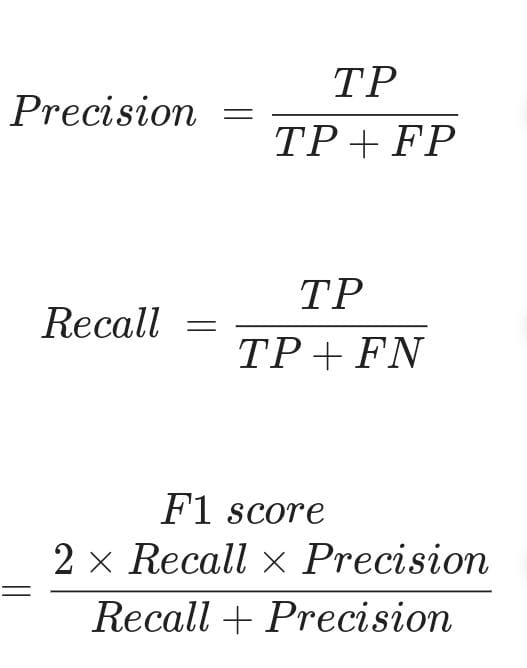 Precision = TP / TP + FP
Recall = TP / TP + FN
F1 score
= 2 × Recall × Precision / Recall + Precision